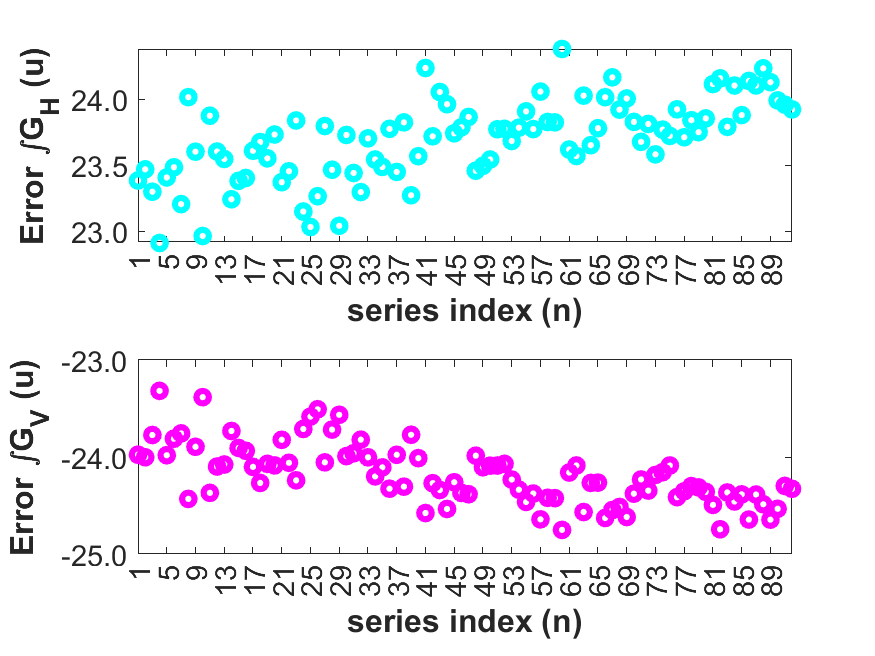 Error ∫G_H (u)
24.0
23.5
23.0
1 5 9 13 17 21 25 29 33 37 41 45 49 53 57 61 65 69 73 77 81 85 89
series index (n)
Error ∫G_V (u)
-23.0
-24.0
-25.0
1 5 9 13 17 21 25 29 33 37 41 45 49 53 57 61 65 69 73 77 81 85 89
series index (n)